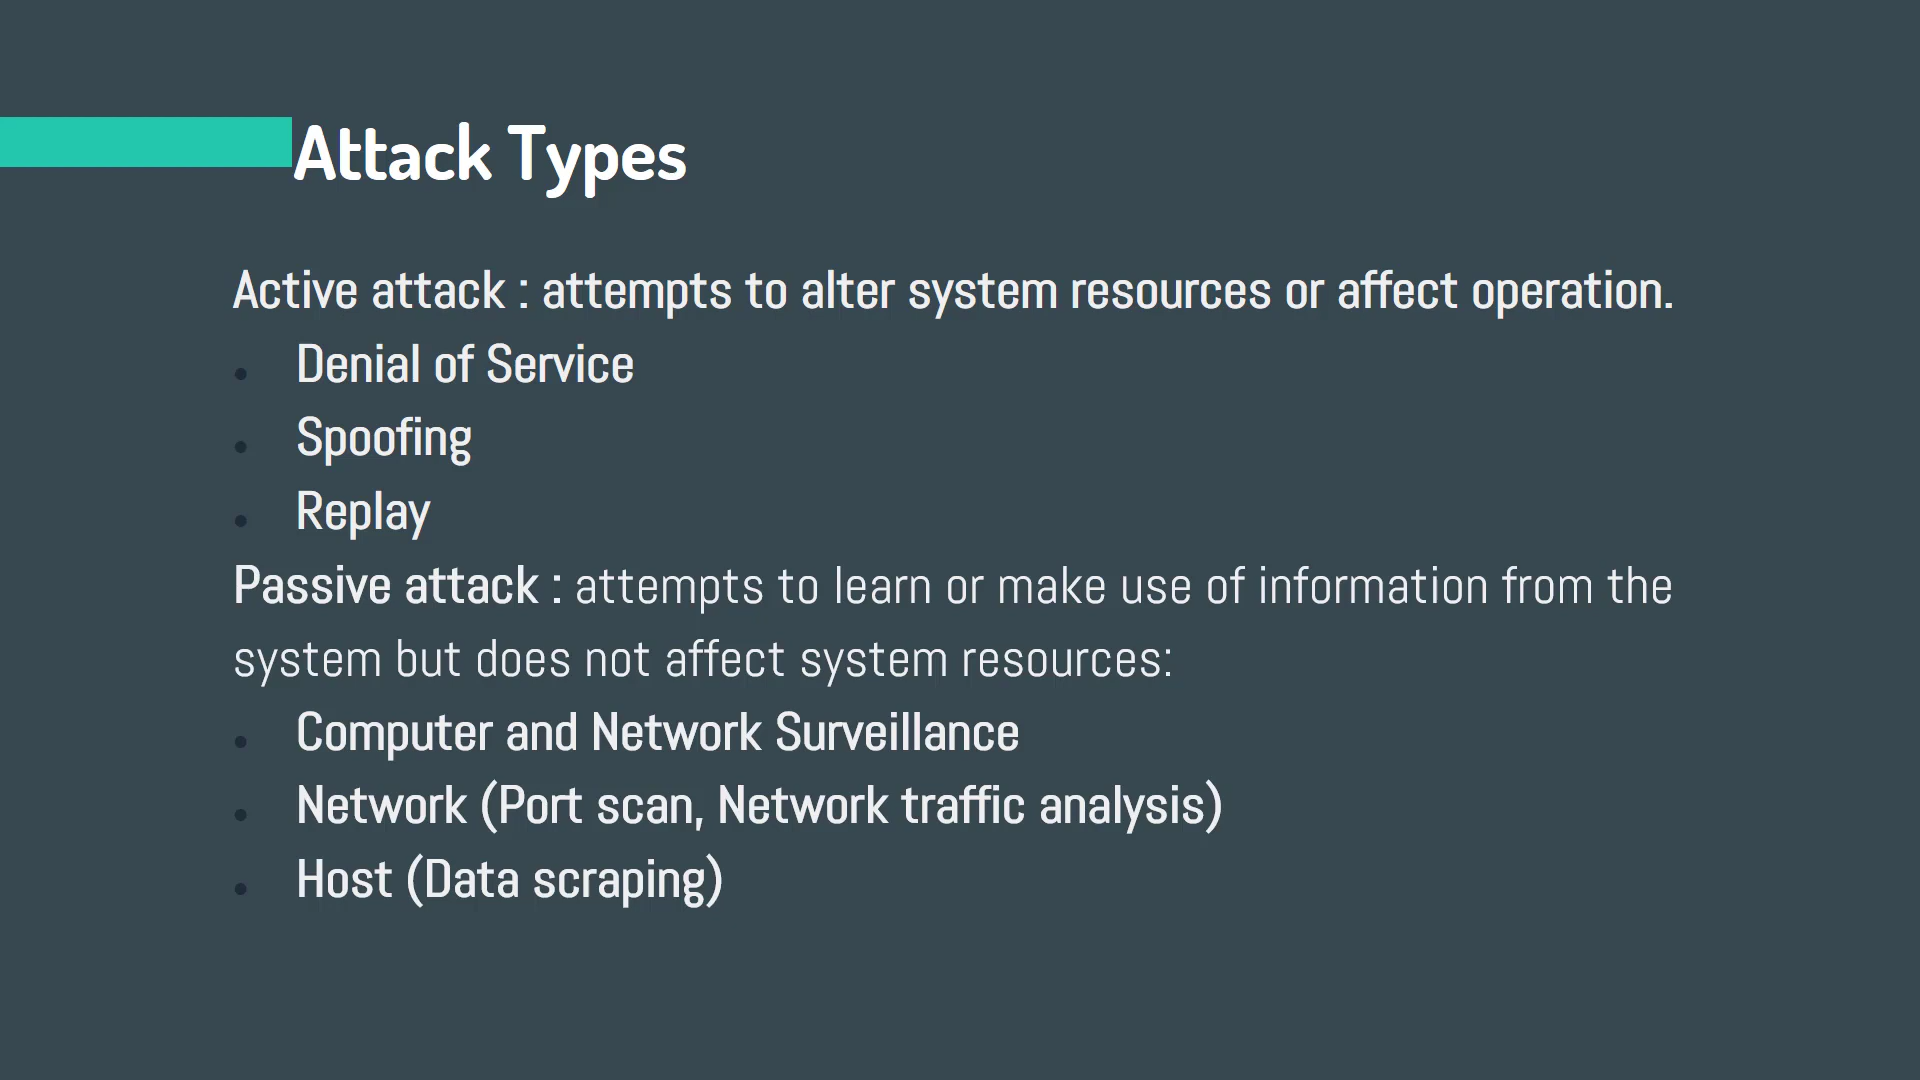 Attack Types
Active attack : attempts to alter system resources or affect operation.
• Denial of Service
• Spoofing
• Replay
Passive attack : attempts to learn or make use of information from the
system but does not affect system resources:
• Computer and Network Surveillance
• Network (Port scan, Network traffic analysis)
• Host (Data scraping)